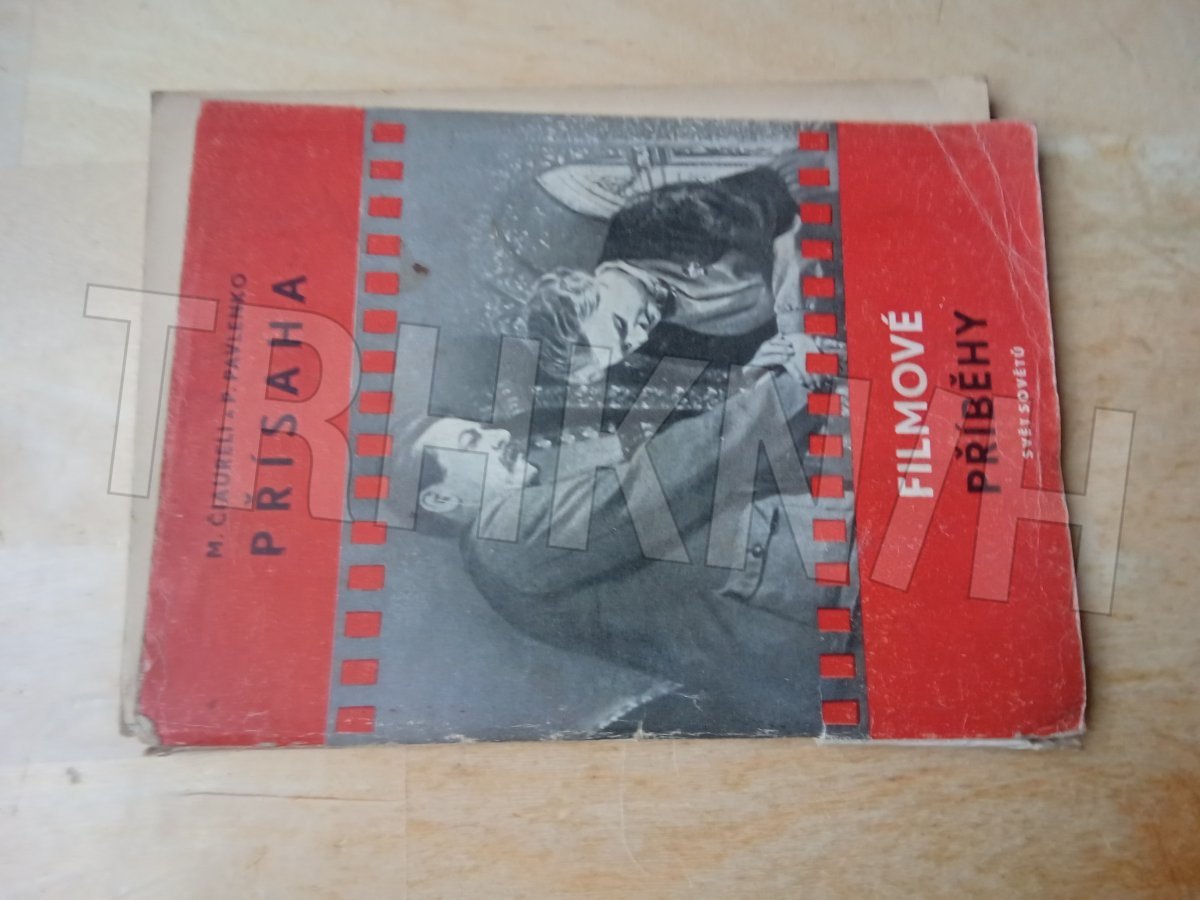 M. ČIAURELI a P. PAVLENKO
PŘÍSAHA
FILMOVÉ
PŘÍBĚHY
SVĚT SOVĚTŮ
TRHKNIH